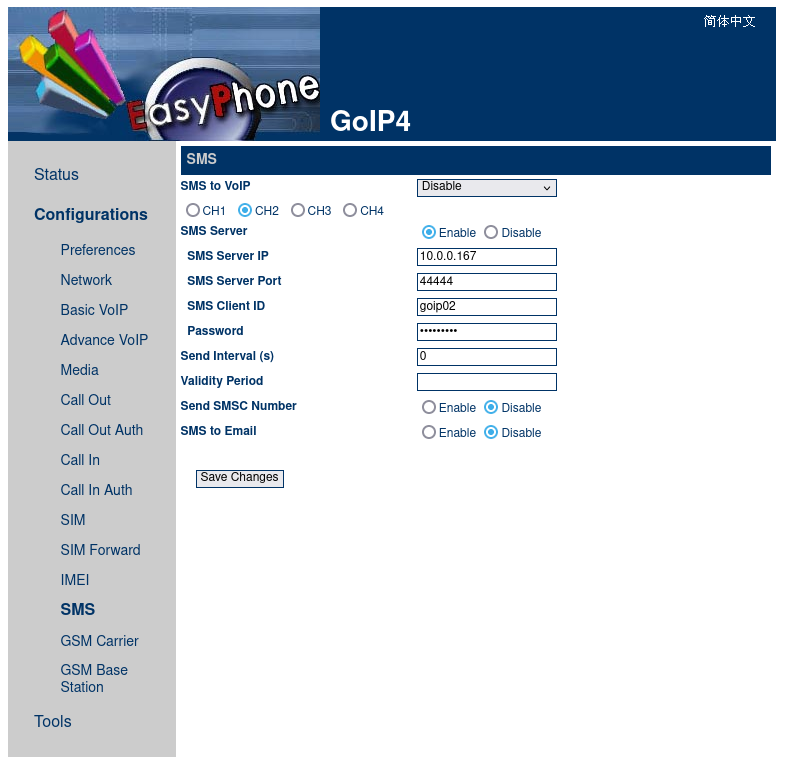 简体中文
EasyPhone
GoIP4
Status
Configurations
Preferences
Network
Basic VoIP
Advance VoIP
Media
Call Out
Call Out Auth
Call In
Call In Auth
SIM
SIM Forward
IMEI
SMS
GSM Carrier
GSM Base
Station
Tools
SMS
SMS to VoIP Disable
CH1 CH2 CH3 CH4
SMS Server Enable Disable
SMS Server IP 10.0.0.167
SMS Server Port 44444
SMS Client ID goip02
Password •••••••••
Send Interval (s) 0
Validity Period
Send SMSC Number Enable Disable
SMS to Email Enable Disable
Save Changes